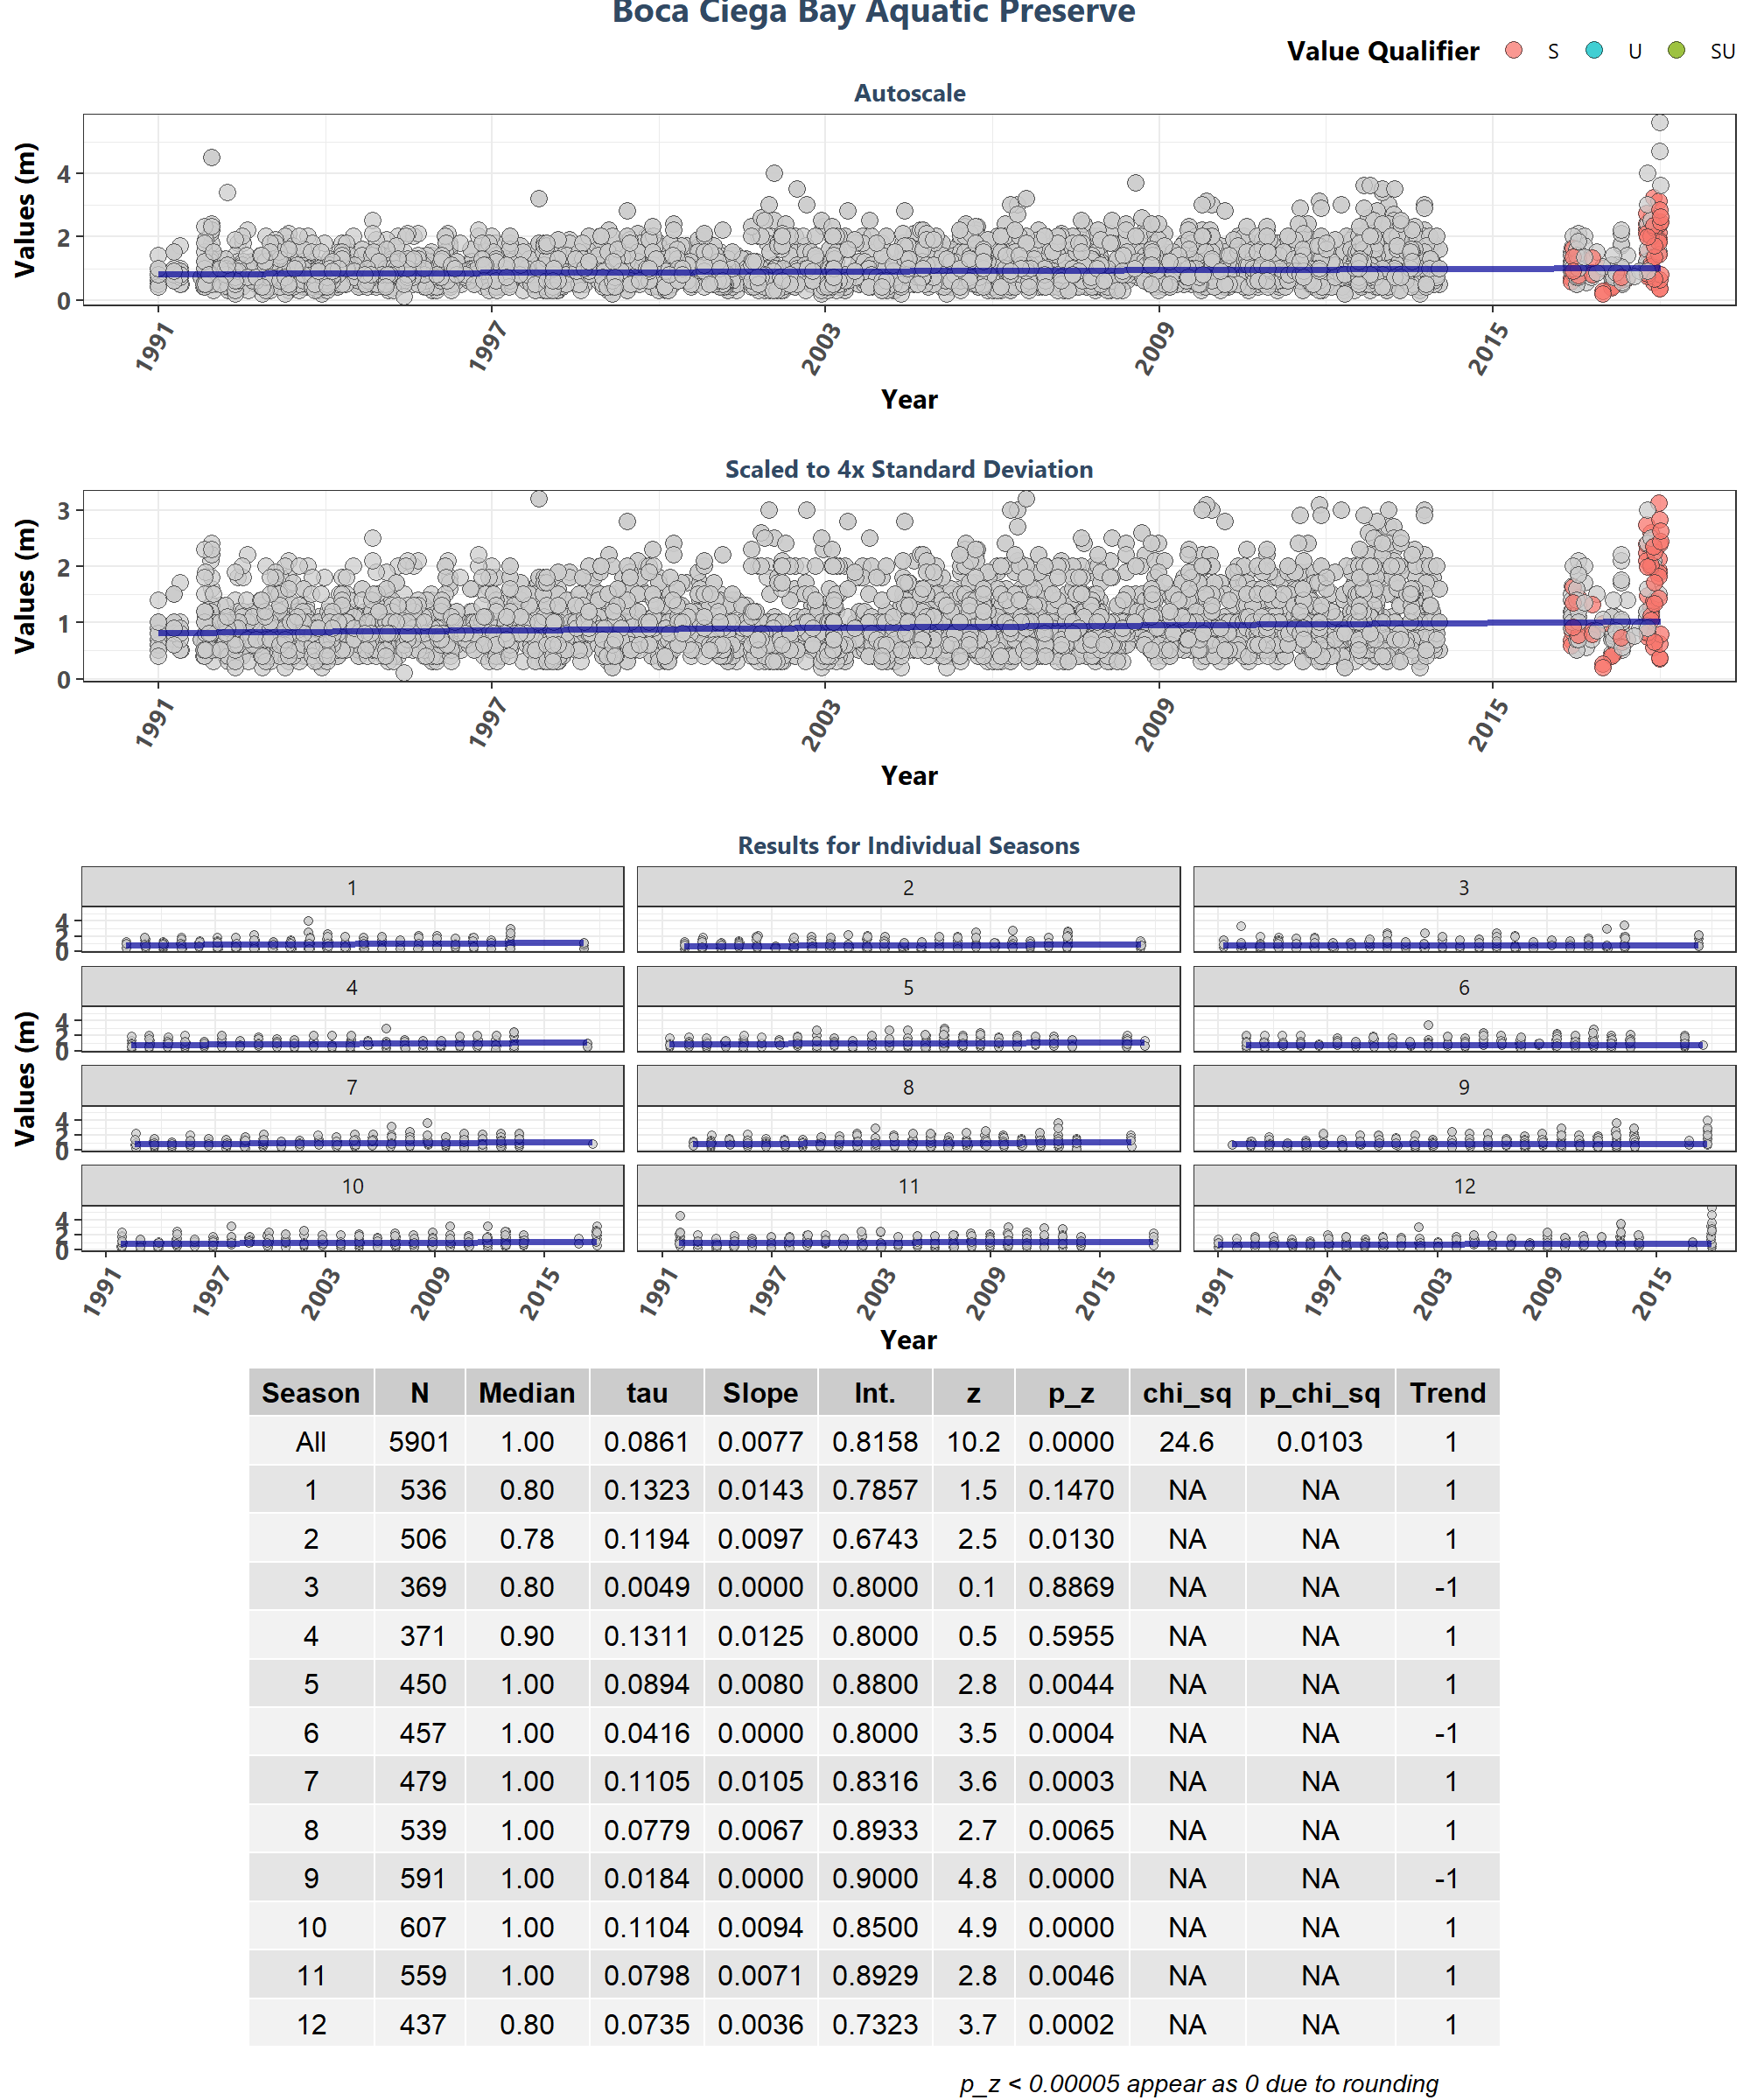 Boca Ciega Bay Aquatic Preserve
Value Qualifier S U SU
Autoscale
Values (m)
4
2
0
1991 1997 2003 2009 2015
Year
Scaled to 4x Standard Deviation
Values (m)
3
2
1
0
1991 1997 2003 2009 2015
Year
Results for Individual Seasons
Values (m)
1 2 3
4
2
0
4 5 6
4
2
0
7 8 9
4
2
0
10 11 12
4
2
0
1991 1997 2003 2009 2015 1991 1997 2003 2009 2015 1991 1997 2003 2009 2015
Year
Season N Median tau Slope Int. z p_z chi_sq p_chi_sq Trend
All 5901 1.00 0.0861 0.0077 0.8158 10.2 0.0000 24.6 0.0103 1
1 536 0.80 0.1323 0.0143 0.7857 1.5 0.1470 NA NA 1
2 506 0.78 0.1194 0.0097 0.6743 2.5 0.0130 NA NA 1
3 369 0.80 0.0049 0.0000 0.8000 0.1 0.8869 NA NA -1
4 371 0.90 0.1311 0.0125 0.8000 0.5 0.5955 NA NA 1
5 450 1.00 0.0894 0.0080 0.8800 2.8 0.0044 NA NA 1
6 457 1.00 0.0416 0.0000 0.8000 3.5 0.0004 NA NA -1
7 479 1.00 0.1105 0.0105 0.8316 3.6 0.0003 NA NA 1
8 539 1.00 0.0779 0.0067 0.8933 2.7 0.0065 NA NA 1
9 591 1.00 0.0184 0.0000 0.9000 4.8 0.0000 NA NA -1
10 607 1.00 0.1104 0.0094 0.8500 4.9 0.0000 NA NA 1
11 559 1.00 0.0798 0.0071 0.8929 2.8 0.0046 NA NA 1
12 437 0.80 0.0735 0.0036 0.7323 3.7 0.0002 NA NA 1
p_z < 0.00005 appear as 0 due to rounding